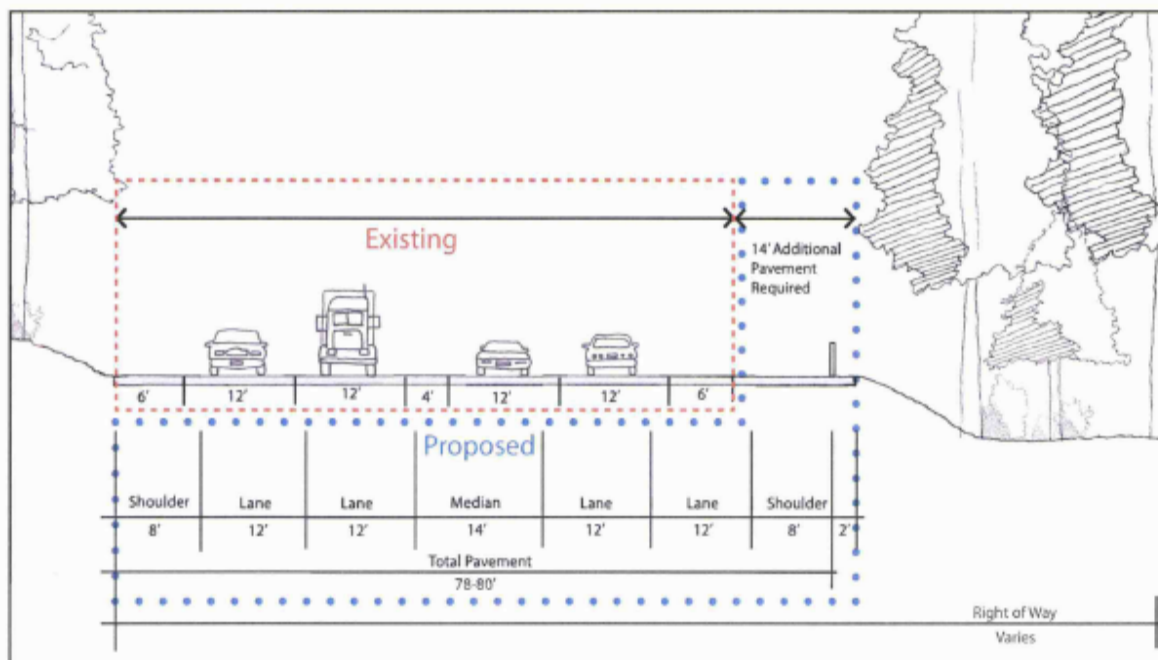 Existing
14' Additional
Pavement
Required
6' 12' 12' 4' 12' 12' 6'
Proposed
Shoulder Lane Lane Median Lane Lane Shoulder
8' 12' 12' 14' 12' 12' 8' 2'
Total Pavement
78-80'
Right of Way
Varies